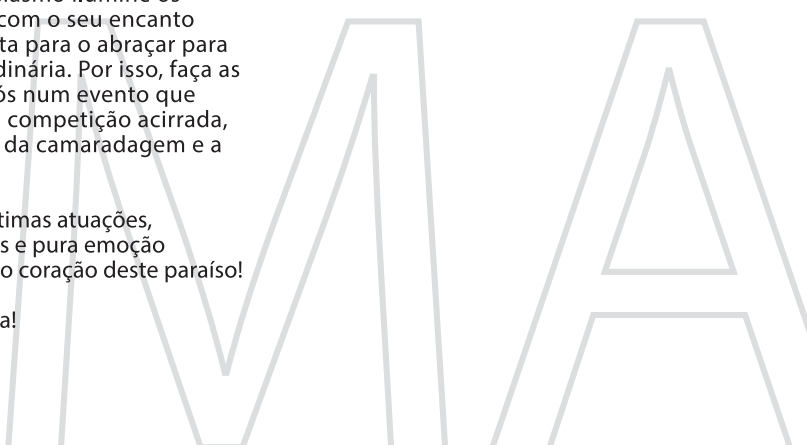 com o seu encanto
ta para o abraçar para
dinária. Por isso, faça as
ós num evento que
competição acirrada,
da camaradagem e a
timas atuações,
s e pura emoção
o coração deste paraíso!
a!
MA